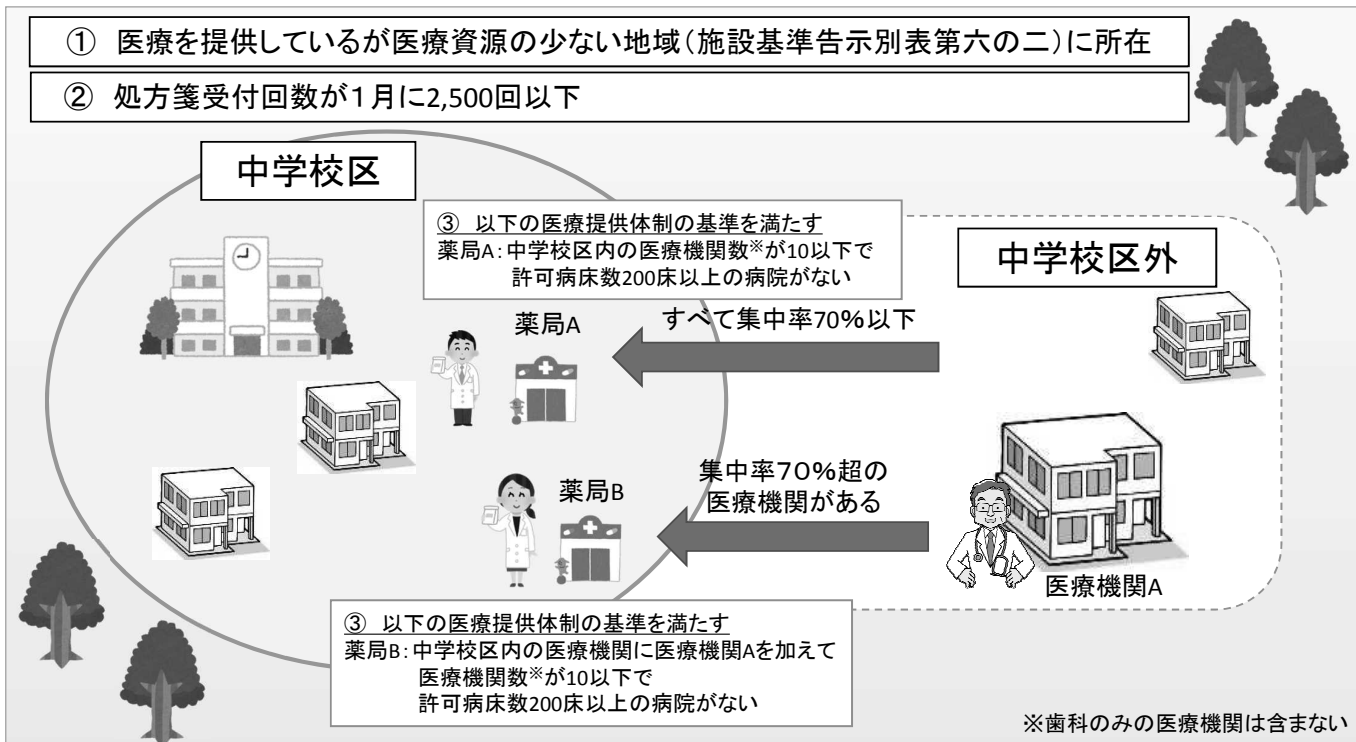 ① 医療を提供しているが医療資源の少ない地域(施設基準告示別表第六の二)に所在
② 処方箋受付回数が1月に2,500回以下
中学校区
③ 以下の医療提供体制の基準を満たす
薬局A:中学校区内の医療機関数※が10以下で
許可病床数200床以上の病院がない
中学校区外
薬局A
すべて集中率70%以下
薬局B
集中率70%超の
医療機関がある
医療機関A
③ 以下の医療提供体制の基準を満たす
薬局B:中学校区内の医療機関に医療機関Aを加えて
医療機関数※が10以下で
許可病床数200床以上の病院がない
※歯科のみの医療機関は含まない